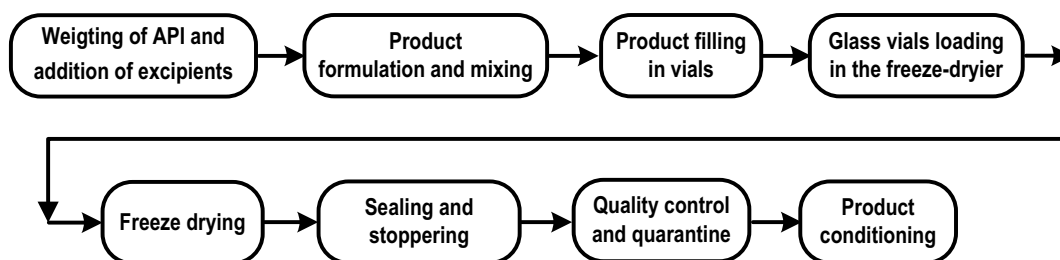 Weigting of API and
addition of excipients
Product
formulation and mixing
Product filling
in vials
Glass vials loading
in the freeze-dryier
Freeze drying
Sealing and
stoppering
Quality control
and quarantine
Product
conditioning